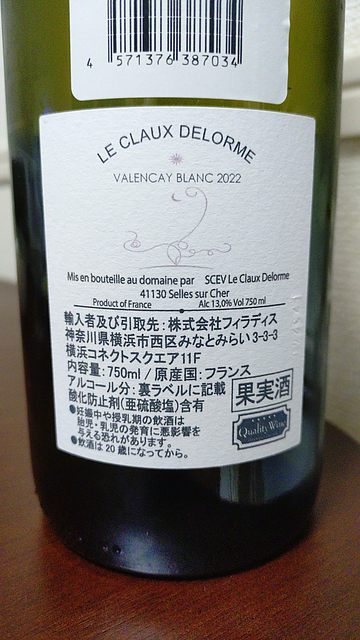 4 571376 387034
LE CLAUX DELORME
VALENCAY BLANC 2022
Mis en bouteille au domaine par SCEV Le Claux Delorme
41130 Selles sur Cher
Product of France Alc 13,0% Vol 750 ml
輸入者及び引取先：株式会社フィラディス
神奈川県横浜市西区みなとみらい3-3-3
横浜コネクトスクエア11F
内容量：750ml / 原産国：フランス
アルコール分：裏ラベルに記載
酸化防止剤(亜硫酸塩)含有
果実酒
●妊娠中や授乳期の飲酒は
胎児・乳児の発育に悪影響を
与える恐れがあります。
●飲酒は20歳になってから。
Quality Wine